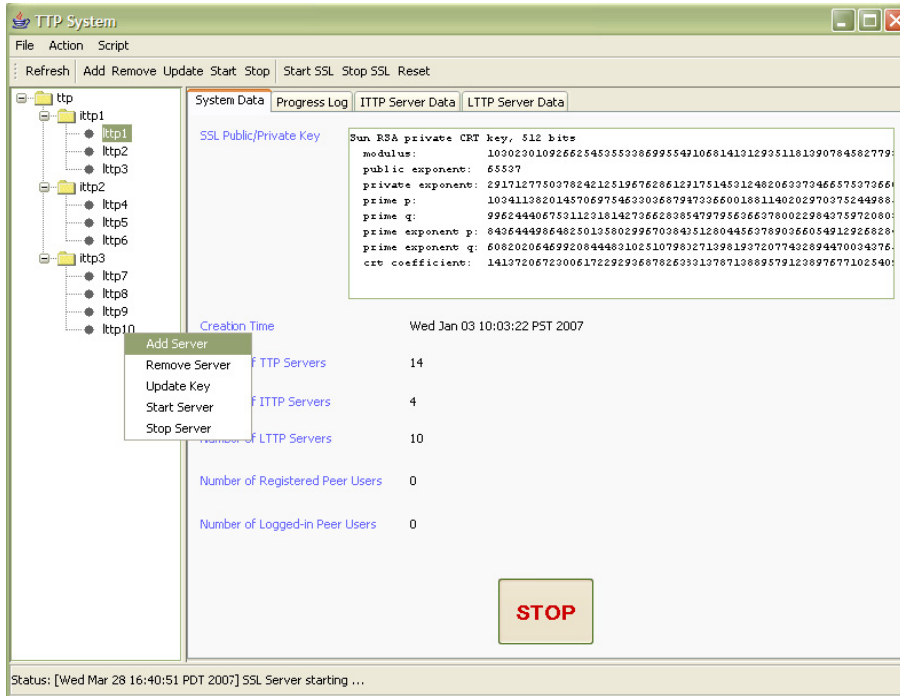 TTP System
File Action Script
Refresh Add Remove Update Start Stop Start SSL Stop SSL Reset
ttp
ittp1
lttp1
lttp2
lttp3
ittp2
lttp4
lttp5
lttp6
ittp3
lttp7
lttp8
lttp9
lttp10
Add Server
Remove Server
Update Key
Start Server
Stop Server
System Data Progress Log ITTP Server Data LTTP Server Data
SSL Public/Private Key
Sun RSA private CRT key, 512 bits
modulus:
public exponent: 65537
private exponent:
prime p:
prime q:
prime exponent p:
prime exponent q:
crt coefficient:
Creation Time Wed Jan 03 10:03:22 PST 2007
TTP Servers 14
ITTP Servers 4
LTTP Servers 10
Number of Registered Peer Users 0
Number of Logged-in Peer Users 0
STOP
Status: [Wed Mar 28 16:40:51 PDT 2007] SSL Server starting ...